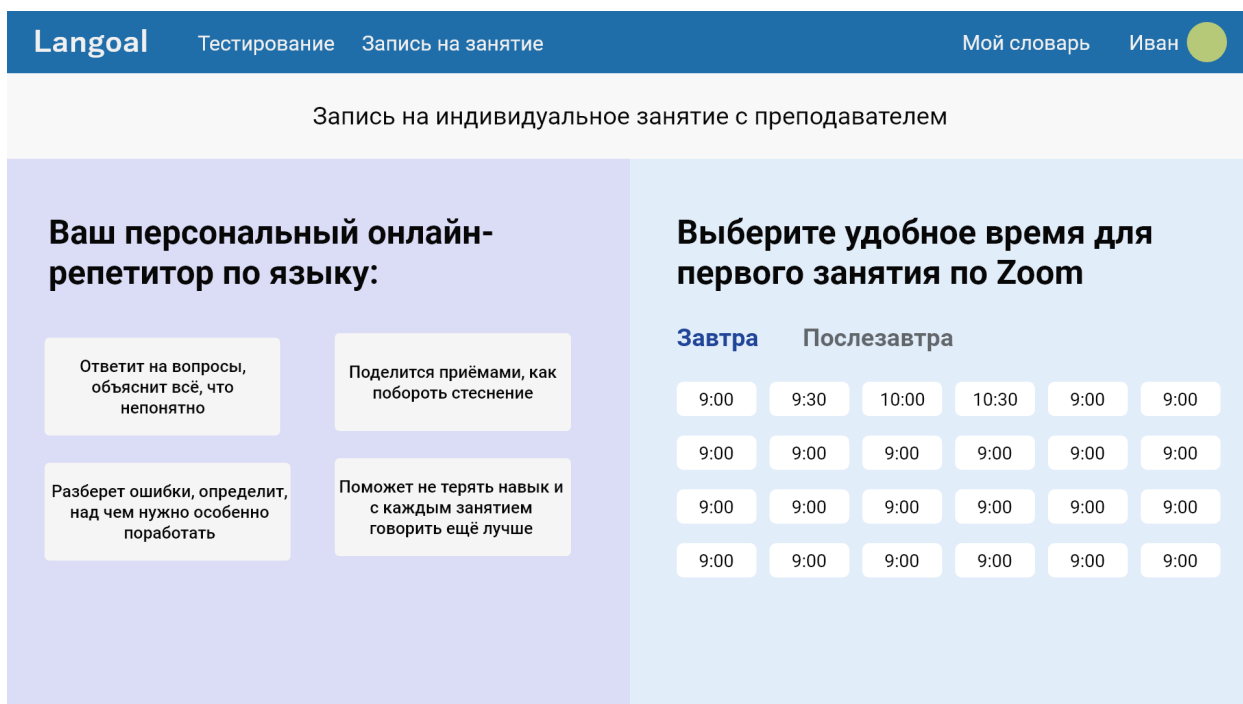 Langoal Тестирование Запись на занятие Мой словарь Иван
Запись на индивидуальное занятие с преподавателем
Ваш персональный онлайн-
репетитор по языку:
Ответит на вопросы,
объяснит всё, что
непонятно
Поделится приёмами, как
побороть стеснение
Разберет ошибки, определит,
над чем нужно особенно
поработать
Поможет не терять навык и
с каждым занятием
говорить ещё лучше
Выберите удобное время для
первого занятия по Zoom
Завтра Послезавтра
9:00 9:30 10:00 10:30 9:00 9:00
9:00 9:00 9:00 9:00 9:00 9:00
9:00 9:00 9:00 9:00 9:00 9:00
9:00 9:00 9:00 9:00 9:00 9:00